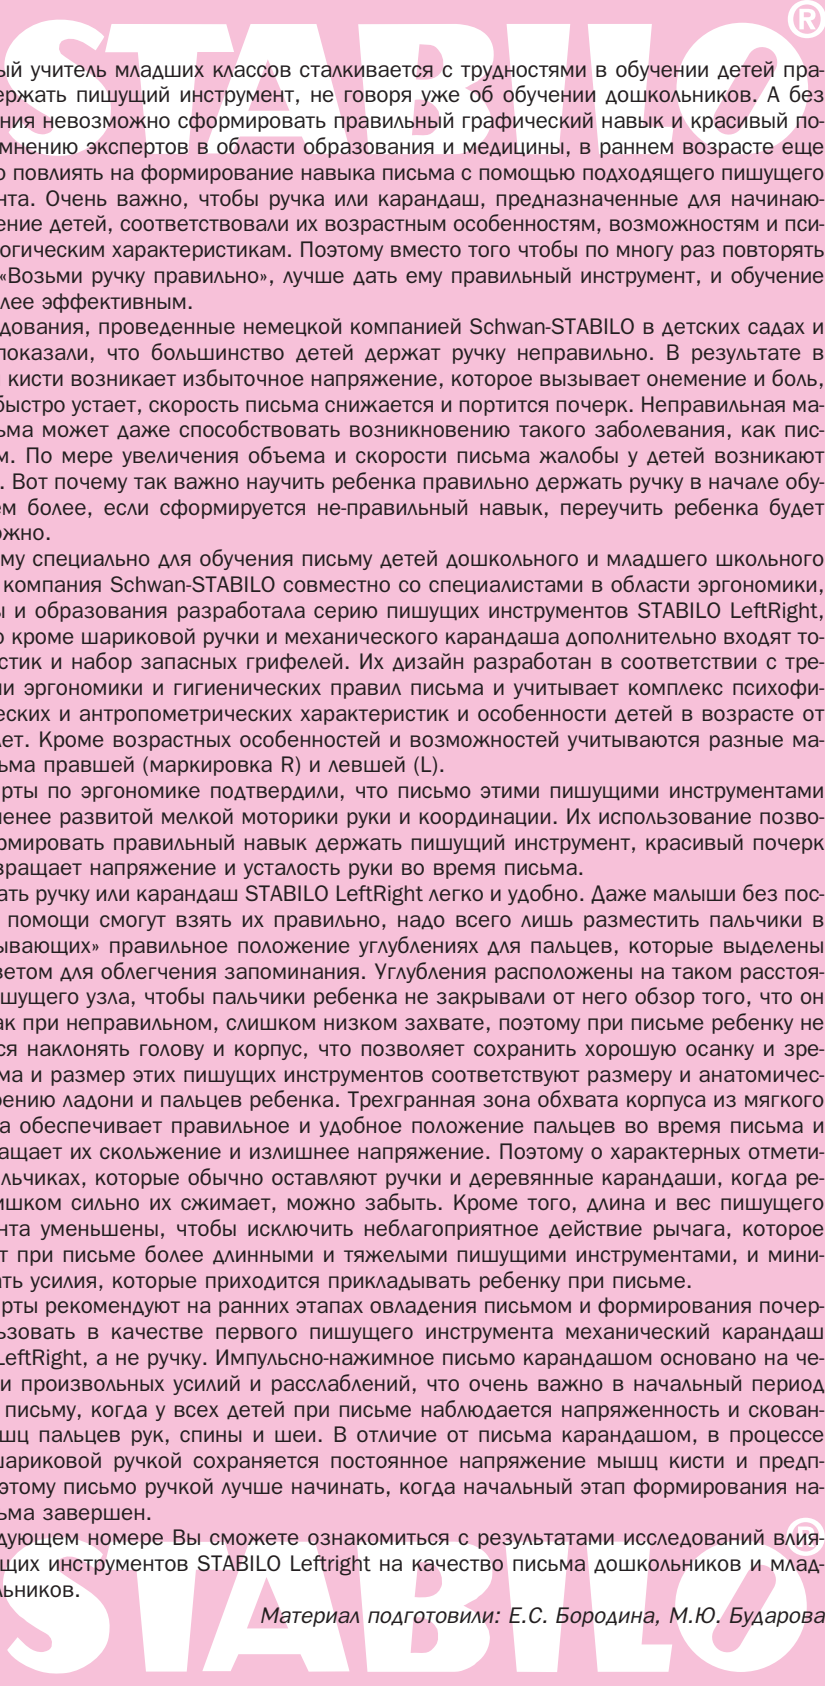 STABILO®
ый учитель младших классов сталкивается с трудностями в обучении детей пра-
ержать пишущий инструмент, не говоря уже об обучении дошкольников. А без
ния невозможно сформировать правильный графический навык и красивый по-
мнению экспертов в области образования и медицины, в раннем возрасте еще
о повлиять на формирование навыка письма с помощью подходящего пишущего
нта. Очень важно, чтобы ручка или карандаш, предназначенные для начинаю-
ение детей, соответствовали их возрастным особенностям, возможностям и пси-
огическим характеристикам. Поэтому вместо того чтобы по многу раз повторять
«Возьми ручку правильно», лучше дать ему правильный инструмент, и обучение
лее эффективным.
дования, проведенные немецкой компанией Schwan-STABILO в детских садах и
показали, что большинство детей держат ручку неправильно. В результате в
кисти возникает избыточное напряжение, которое вызывает онемение и боль,
быстро устает, скорость письма снижается и портится почерк. Неправильная ма-
ьма может даже способствовать возникновению такого заболевания, как пис-
м. По мере увеличения объема и скорости письма жалобы у детей возникают
. Вот почему так важно научить ребенка правильно держать ручку в начале обу-
ем более, если сформируется не-правильный навык, переучить ребенка будет
ожно.
му специально для обучения письму детей дошкольного и младшего школьного
компания Schwan-STABILO совместно со специалистами в области эргономики,
ы и образования разработала серию пишущих инструментов STABILO LeftRight,
о кроме шариковой ручки и механического карандаша дополнительно входят то-
стик и набор запасных грифелей. Их дизайн разработан в соответствии с тре-
ии эргономики и гигиенических правил письма и учитывает комплекс психофи-
еских и антропометрических характеристик и особенности детей в возрасте от
лет. Кроме возрастных особенностей и возможностей учитываются разные ма-
ьма правшей (маркировка R) и левшей (L).
рты по эргономике подтвердили, что письмо этими пишущими инструментами
менее развитой мелкой моторики руки и координации. Их использование позво-
ормировать правильный навык держать пишущий инструмент, красивый почерк
вращает напряжение и усталость руки во время письма.
ать ручку или карандаш STABILO LeftRight легко и удобно. Даже малыши без пос-
помощи смогут взять их правильно, надо всего лишь разместить пальчики в
ывающих» правильное положение углублениях для пальцев, которые выделены
ветом для облегчения запоминания. Углубления расположены на таком расстоя-
ишущего узла, чтобы пальчики ребенка не закрывали от него обзор того, что он
ак при неправильном, слишком низком захвате, поэтому при письме ребенку не
ся наклонять голову и корпус, что позволяет сохранить хорошую осанку и зре-
ма и размер этих пишущих инструментов соответствуют размеру и анатомичес-
оению ладони и пальцев ребенка. Трехгранная зона обхвата корпуса из мягкого
а обеспечивает правильное и удобное положение пальцев во время письма и
ащает их скольжение и излишнее напряжение. Поэтому о характерных отмети-
льчиках, которые обычно оставляют ручки и деревянные карандаши, когда ре-
ишком сильно их сжимает, можно забыть. Кроме того, длина и вес пишущего
нта уменьшены, чтобы исключить неблагоприятное действие рычага, которое
т при письме более длинными и тяжелыми пишущими инструментами, и мини-
ать усилия, которые приходится прикладывать ребенку при письме.
рты рекомендуют на ранних этапах овладения письмом и формирования почер-
ьзовать в качестве первого пишущего инструмента механический карандаш
LeftRight, а не ручку. Импульсно-нажимное письмо карандашом основано на че-
и произвольных усилий и расслаблений, что очень важно в начальный период
письму, когда у всех детей при письме наблюдается напряженность и скован-
шц пальцев рук, спины и шеи. В отличие от письма карандашом, в процессе
шариковой ручкой сохраняется постоянное напряжение мышц кисти и предп-
этому письмо ручкой лучше начинать, когда начальный этап формирования на-
ьма завершен.
дующем номере Вы сможете ознакомиться с результатами исследований влия-
щих инструментов STABILO Leftright на качество письма дошкольников и млад-
льников.
Материал подготовили: Е.С. Бородина, М.Ю. Бударова
STABILO®